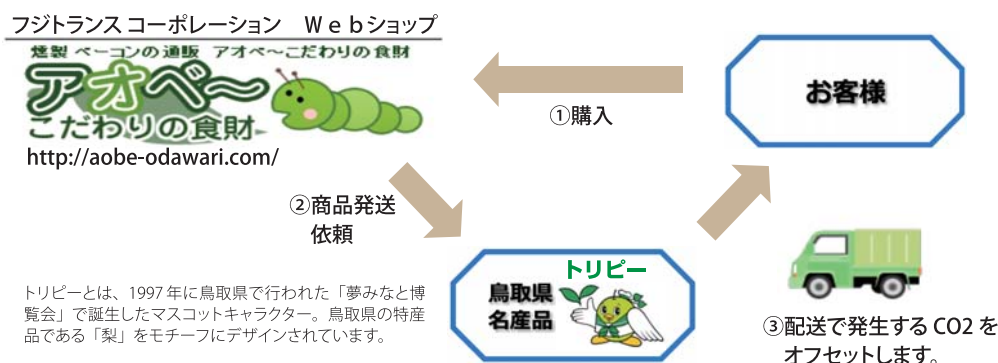 フジトランス コーポレーション　Ｗｅｂショップ
燻製 ベーコンの通販 アオベ〜こだわりの食財
アオベ〜
こだわりの食財
http://aobe-odawari.com/
①購入
お客様
②商品発送
依頼
トリピー
鳥取県
名産品
トリピーとは、1997 年に鳥取県で行われた「夢みなと博
覧会」で誕生したマスコットキャラクター。鳥取県の特産
品である「梨」をモチーフにデザインされています。
③配送で発生する CO2 を
オフセットします。